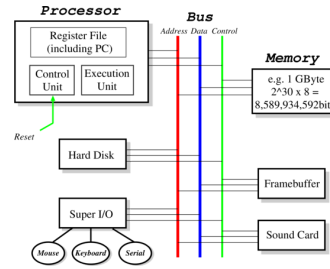 Processor
Register File
(including PC)
Control
Unit
Execution
Unit
Reset
Bus
Address Data Control
Memory
e.g. 1 GByte
2^30 x 8 =
8,589,934,592bit
Hard Disk
Framebuffer
Super I/O
Sound Card
Mouse
Keyboard
Serial